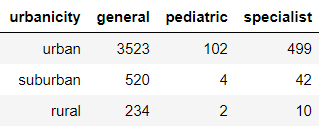 urbanicity general pediatric specialist
urban 3523 102 499
suburban 520 4 42
rural 234 2 10